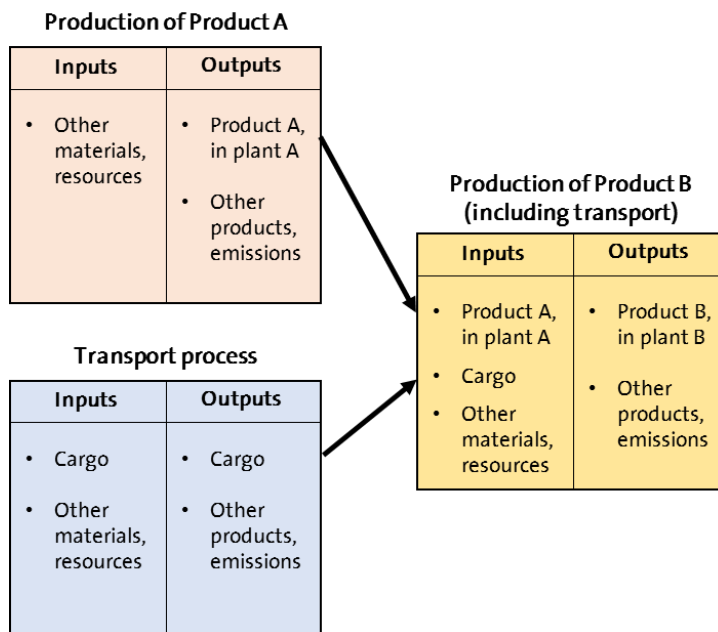 Production of Product A
Inputs
Outputs
• Other
materials,
resources
• Product A,
in plant A
• Other
products,
emissions
Transport process
Inputs
Outputs
• Cargo
• Other
materials,
resources
• Cargo
• Other
products,
emissions
Production of Product B
(including transport)
Inputs
Outputs
• Product A,
in plant A
• Cargo
• Other
materials,
resources
• Product B,
in plant B
• Other
products,
emissions